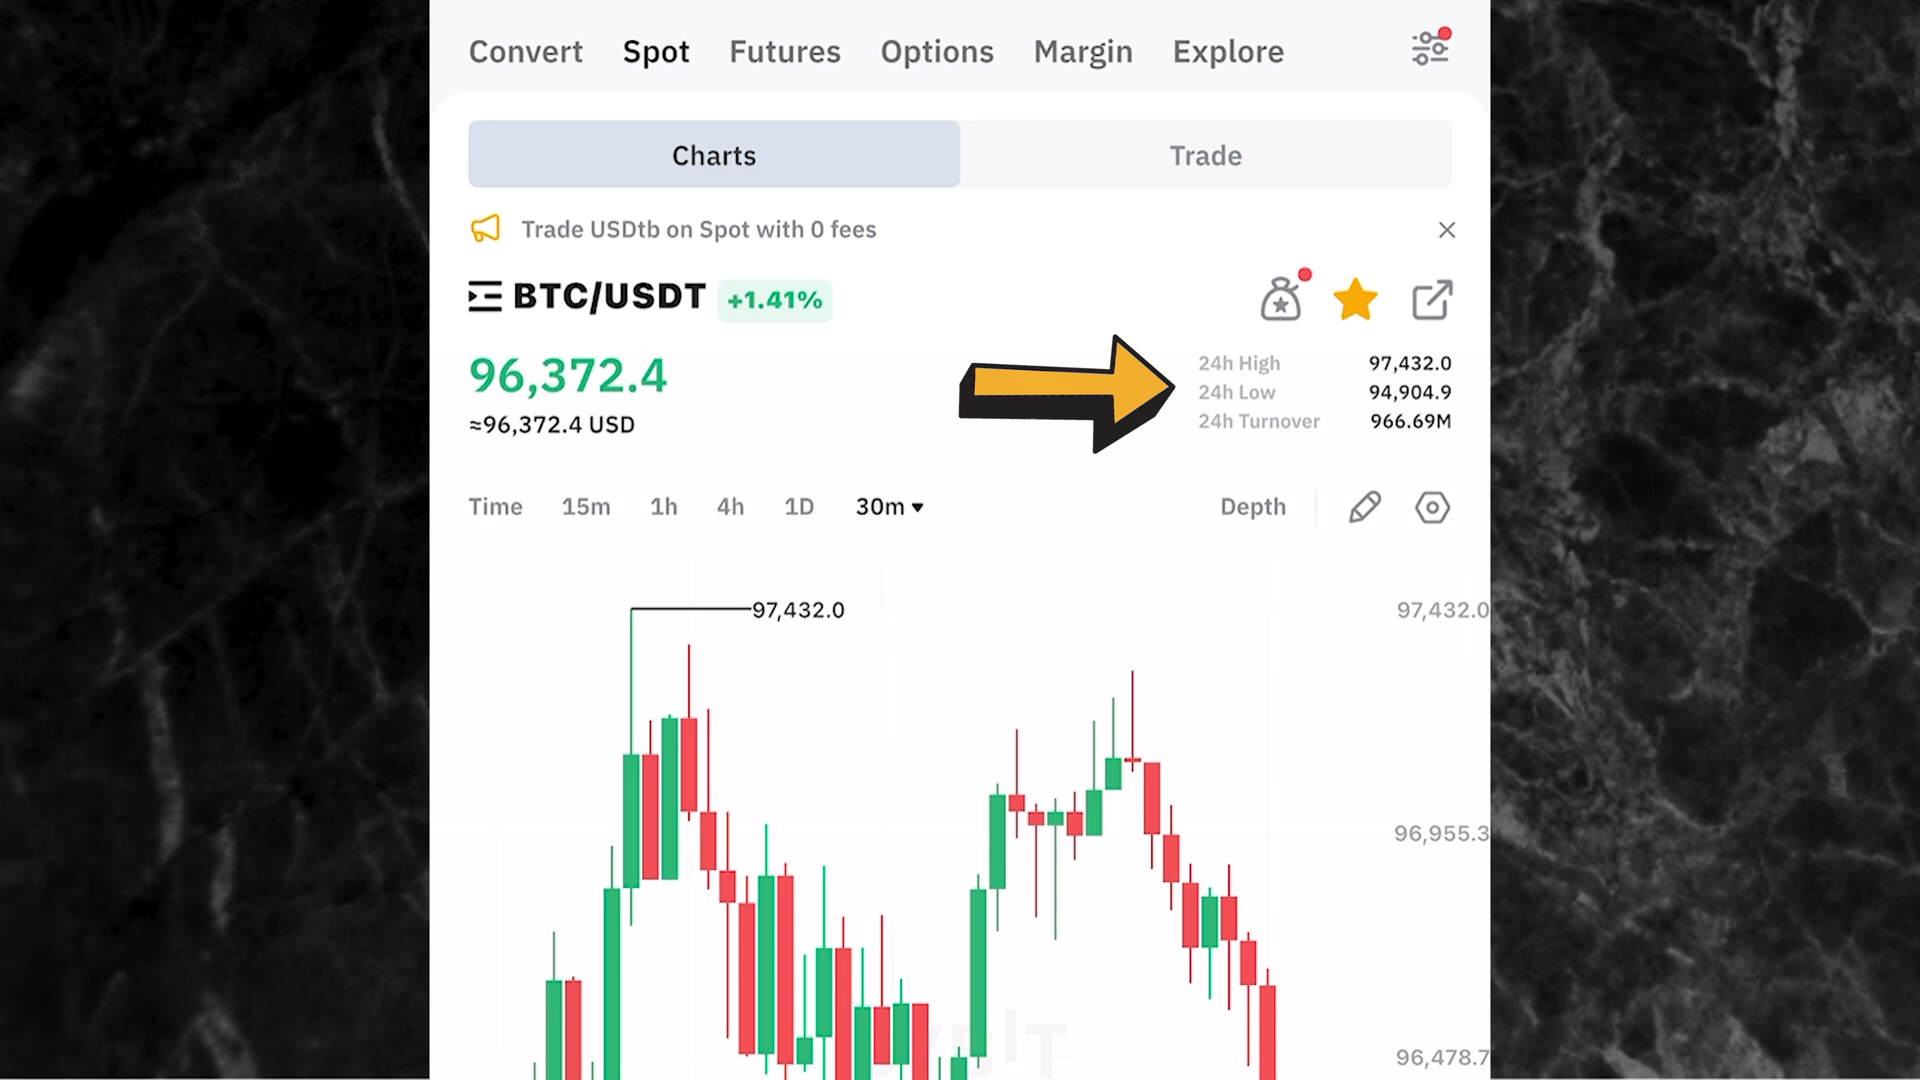 Convert Spot Futures Options Margin Explore
Charts Trade
Trade USDtb on Spot with 0 fees
BTC/USDT +1.41%
96,372.4
≈96,372.4 USD
24h High 97,432.0
24h Low 94,904.9
24h Turnover 966.69M
Time 15m 1h 4h 1D 30m Depth
97,432.0 97,432.0
96,955.3
96,478.7